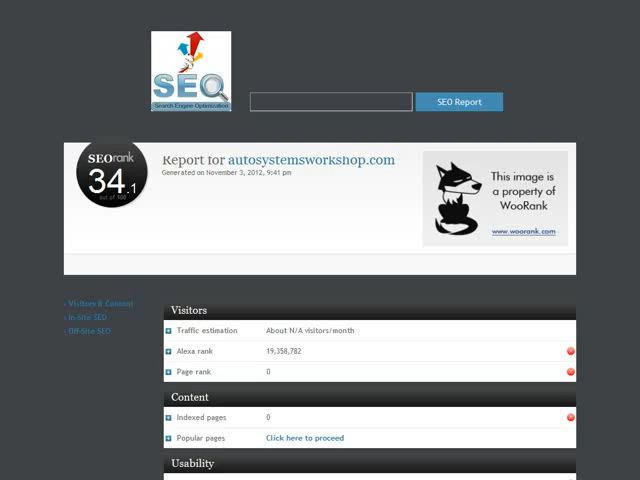 SEO
Search Engine Optimization
SEO Report
SEOrank
34.1
out of 100
Report for autosystemsworkshop.com
Generated on November 3, 2012, 9:41 pm
This image is
a property of
WooRank
www.woorank.com
› Visitors & Content
› In-Site SEO
› Off-Site SEO
Visitors
Traffic estimation About N/A visitors/month
Alexa rank 19,358,782
Page rank 0
Content
Indexed pages 0
Popular pages Click here to proceed
Usability